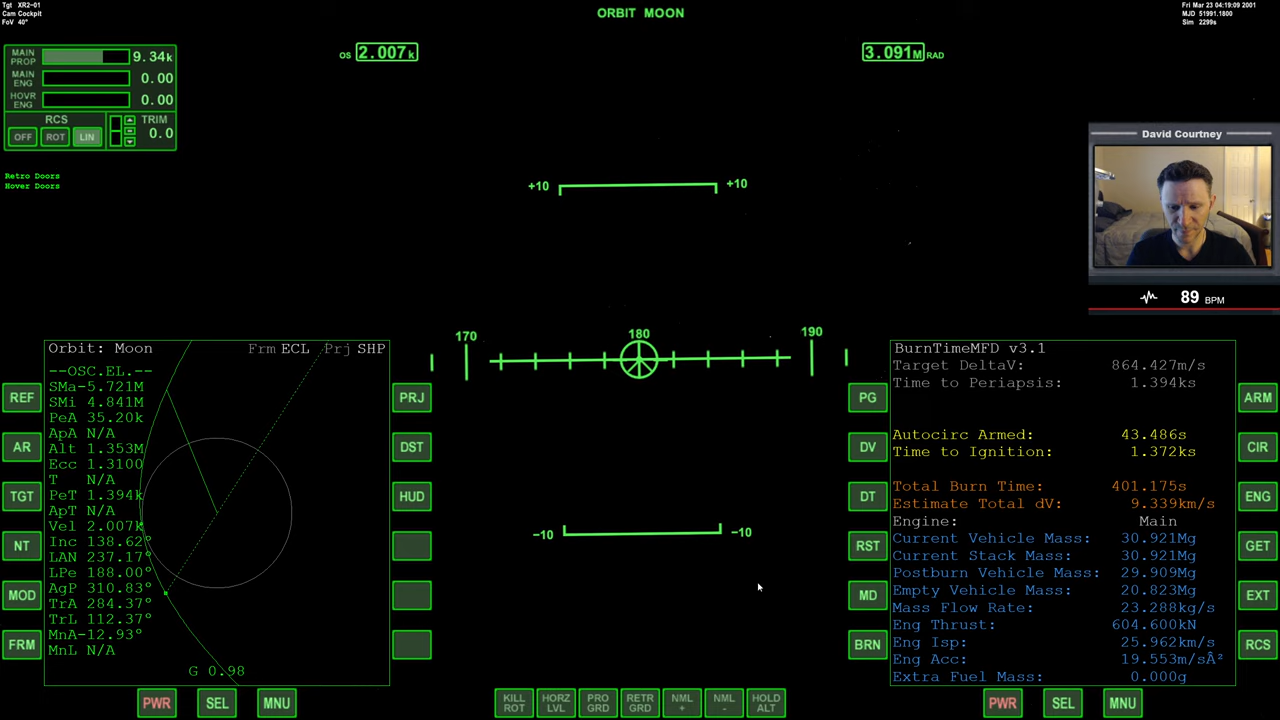 Tgt XR2-01
Cam Cockpit
FoV 40°
ORBIT MOON
Fri Mar 23 04:19:09 2001
MJD 51991.1800
Sim 2299s
MAIN PROP 9.34k
MAIN ENG 0.00
HOVR ENG 0.00
RCS
TRIM
OFF ROT LIN
0.0
OS 2.007k
3.091M RAD
Retro Doors
Hover Doors
David Courtney
89 BPM
+10 +10
170 180 190
-10 -10
Orbit: Moon Frm ECL Prj SHP
--OSC.EL.--
SMa-5.721M
SMi 4.841M
PeA 35.20k
ApA N/A
Alt 1.353M
Ecc 1.3100
T N/A
PeT 1.394k
ApT N/A
Vel 2.007k
Inc 138.62°
LAN 237.17°
LPe 188.00°
AgP 310.83°
TrA 284.37°
TrL 112.37°
MnA-12.93°
MnL N/A
G 0.98
REF
AR
TGT
NT
MOD
FRM
PRJ
DST
HUD
PWR SEL MNU
KILL ROT
HORZ LVL
PRO GRD
RETR GRD
NML +
NML -
HOLD ALT
BurnTimeMFD v3.1
Target DeltaV: 864.427m/s
Time to Periapsis: 1.394ks
Autocirc Armed: 43.486s
Time to Ignition: 1.372ks
Total Burn Time: 401.175s
Estimate Total dV: 9.339km/s
Engine: Main
Current Vehicle Mass: 30.921Mg
Current Stack Mass: 30.921Mg
Postburn Vehicle Mass: 29.909Mg
Empty Vehicle Mass: 20.823Mg
Mass Flow Rate: 23.288kg/s
Eng Thrust: 604.600kN
Eng Isp: 25.962km/s
Eng Acc: 19.553m/sÂ²
Extra Fuel Mass: 0.000g
PG
DV
DT
RST
MD
BRN
ARM
CIR
ENG
GET
EXT
RCS
PWR SEL MNU